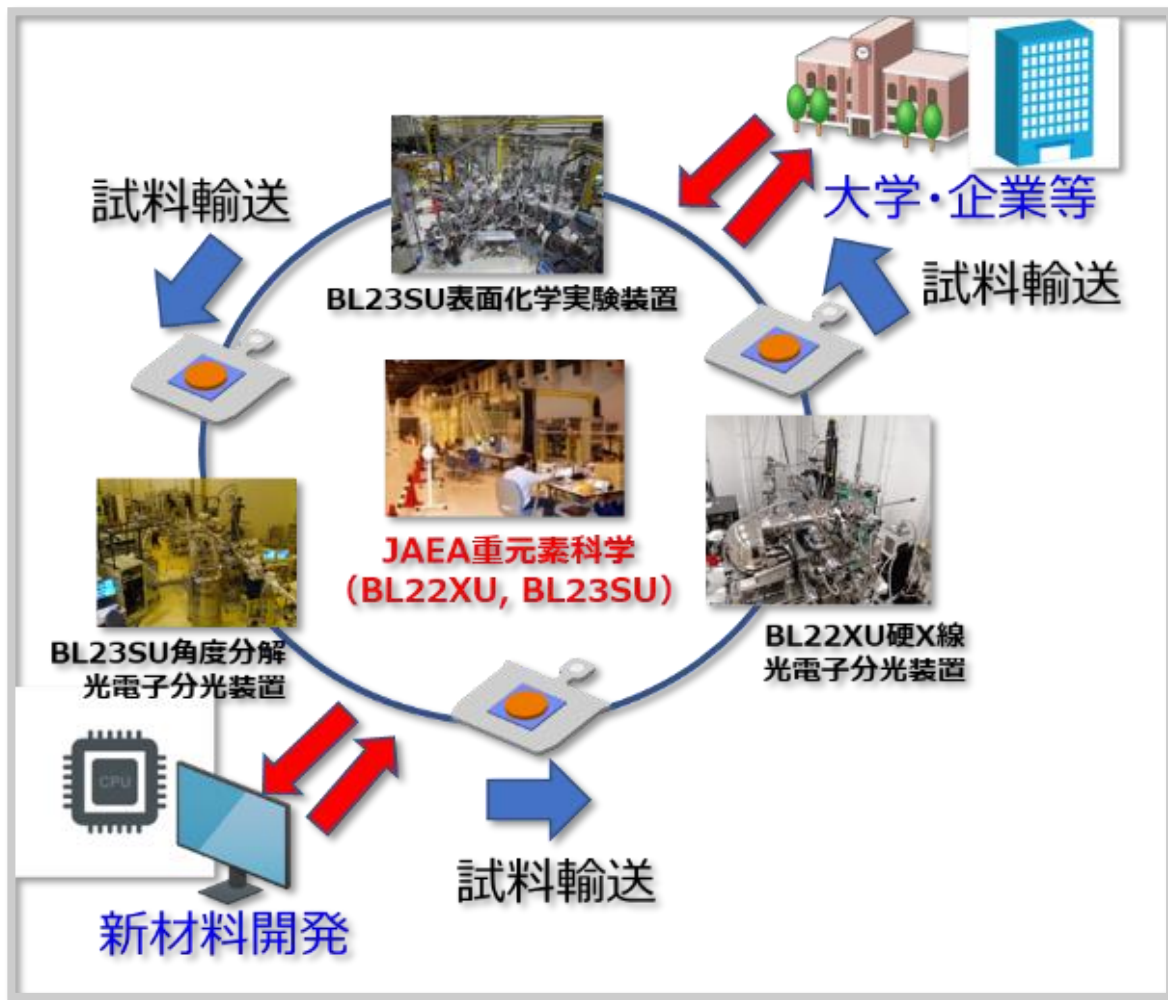 試料輸送
大学・企業等
試料輸送
BL23SU表面化学実験装置
JAEA重元素科学
（BL22XU, BL23SU）
BL23SU角度分解
光電子分光装置
BL22XU硬X線
光電子分光装置
CPU
試料輸送
新材料開発